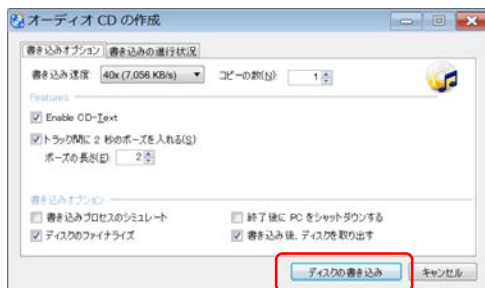 オーディオ CD の作成
書き込みオプション 書き込みの進行状況
書き込み速度: 40x (7,056 KB/s) コピーの数(N): 1
Features
Enable CD-Text
トラック間に 2 秒のポーズを入れる(S)
ポーズの長さ(E): 2
書き込みオプション
書き込みプロセスのシミュレート 終了後に PC をシャットダウンする
ディスクのファイナライズ 書き込み後、ディスクを取り出す
ディスクの書き込み キャンセル